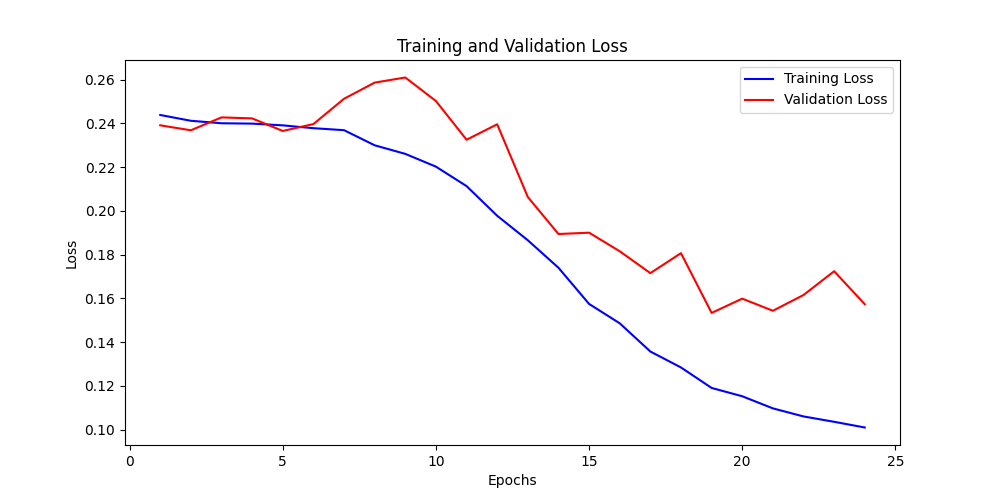 Training and Validation Loss
Training Loss
Validation Loss
0.26
0.24
0.22
0.20
0.18
0.16
0.14
0.12
0.10
Loss
0 5 10 15 20 25
Epochs